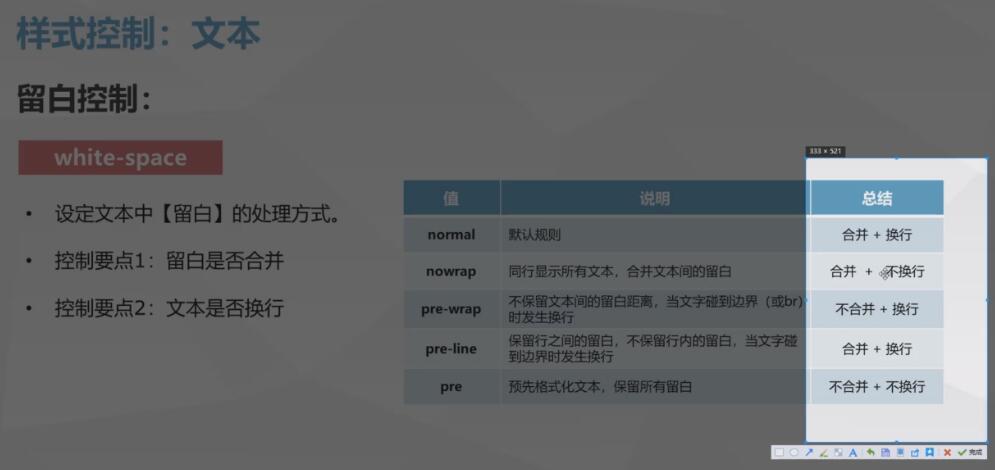 样式控制：文本
留白控制：
white-space
• 设定文本中【留白】的处理方式。
• 控制要点1：留白是否合并
• 控制要点2：文本是否换行
333 × 521
值 说明 总结
normal 默认规则 合并 + 换行
nowrap 同行显示所有文本，合并文本间的留白 合并 + 不换行
pre-wrap 不保留文本间的留白距离，当文字碰到边界（或br）
时发生换行 不合并 + 换行
pre-line 保留行之间的留白，不保留行内的留白，当文字碰
到边界时发生换行 合并 + 换行
pre 预先格式化文本，保留所有留白 不合并 + 不换行
A 完成